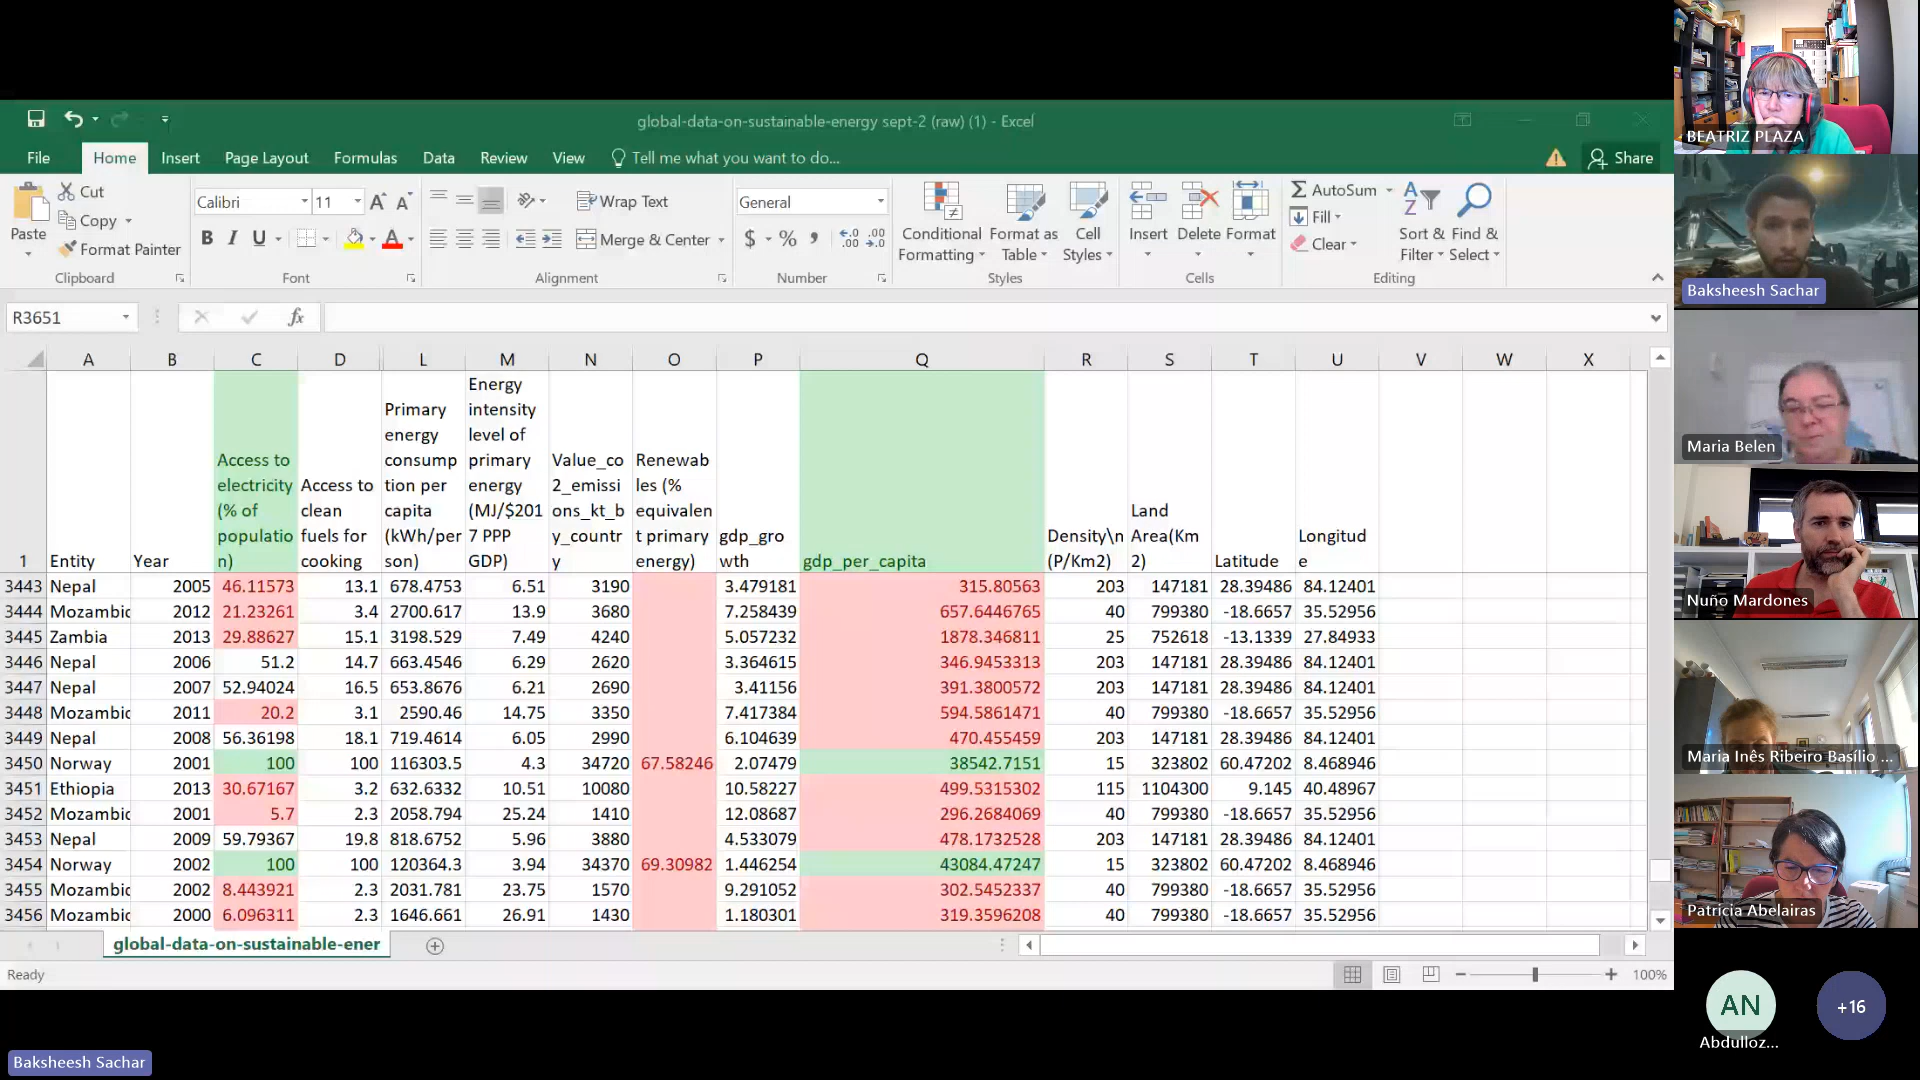 global-data-on-sustainable-energy sept-2 (raw) (1) - Excel
File Home Insert Page Layout Formulas Data Review View Tell me what you want to do... Share
Paste Cut Copy Format Painter Clipboard
Calibri 11 A A B I U A Font
Wrap Text Merge & Center Alignment
General $ % , .00 .0 Number
Conditional Formatting Format as Table Cell Styles Styles
Insert Delete Format Cells
AutoSum Fill Clear Sort & Filter Find & Select Editing
R3651 fx
A B C D L M N O P Q R S T U V W X
1 Entity Year Access to electricity (% of population) Access to clean fuels for cooking Primary energy consumption per capita (kWh/person) Energy intensity level of primary energy (MJ/$2017 PPP GDP) Value_co2_emissions_kt_by_country Renewables (% equivalent primary energy) gdp_growth gdp_per_capita Density\n(P/Km2) Land Area(Km2) Latitude Longitude
3443 Nepal 2005 46.11573 13.1 678.4753 6.51 3190 3.479181 315.80563 203 147181 28.39486 84.12401
3444 Mozambic 2012 21.23261 3.4 2700.617 13.9 3680 7.258439 657.6446765 40 799380 -18.6657 35.52956
3445 Zambia 2013 29.88627 15.1 3198.529 7.49 4240 5.057232 1878.346811 25 752618 -13.1339 27.84933
3446 Nepal 2006 51.2 14.7 663.4546 6.29 2620 3.364615 346.9453313 203 147181 28.39486 84.12401
3447 Nepal 2007 52.94024 16.5 653.8676 6.21 2690 3.41156 391.3800572 203 147181 28.39486 84.12401
3448 Mozambic 2011 20.2 3.1 2590.46 14.75 3350 7.417384 594.5861471 40 799380 -18.6657 35.52956
3449 Nepal 2008 56.36198 18.1 719.4614 6.05 2990 6.104639 470.455459 203 147181 28.39486 84.12401
3450 Norway 2001 100 100 116303.5 4.3 34720 67.58246 2.07479 38542.7151 15 323802 60.47202 8.468946
3451 Ethiopia 2013 30.67167 3.2 632.6332 10.51 10080 10.58227 499.5315302 115 1104300 9.145 40.48967
3452 Mozambic 2001 5.7 2.3 2058.794 25.24 1410 12.08687 296.2684069 40 799380 -18.6657 35.52956
3453 Nepal 2009 59.79367 19.8 818.6752 5.96 3880 4.533079 478.1732528 203 147181 28.39486 84.12401
3454 Norway 2002 100 100 120364.3 3.94 34370 69.30982 1.446254 43084.47247 15 323802 60.47202 8.468946
3455 Mozambic 2002 8.443921 2.3 2031.781 23.75 1570 9.291052 302.5452337 40 799380 -18.6657 35.52956
3456 Mozambic 2000 6.096311 2.3 1646.661 26.91 1430 1.180301 319.3596208 40 799380 -18.6657 35.52956
global-data-on-sustainable-ener
Ready 100%
Baksheesh Sachar
BEATRIZ PLAZA
Baksheesh Sachar
Maria Belen
Nuño Mardones
Maria Inês Ribeiro Basílio ...
Patricia Abelairas
AN +16
Abdulloz...